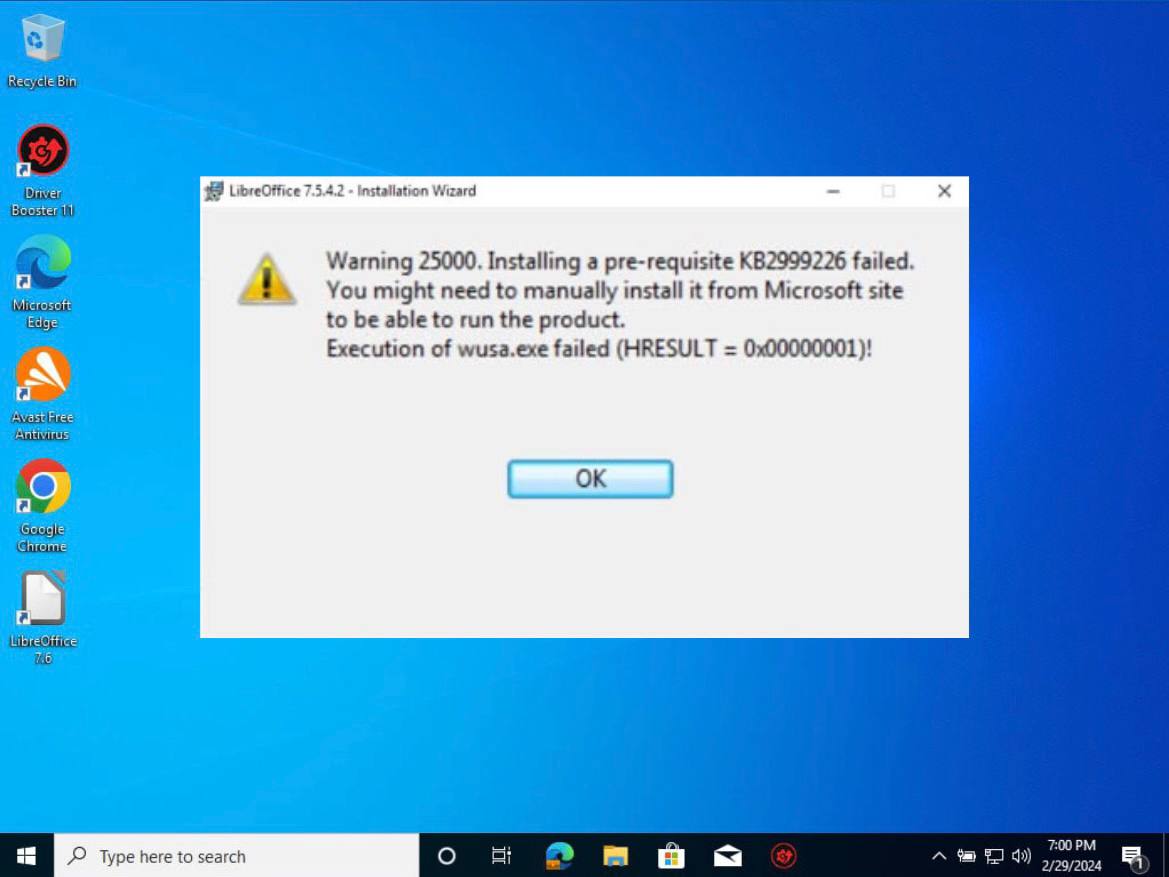 Recycle Bin
Driver
Booster 11
Microsoft
Edge
Avast Free
Antivirus
Google
Chrome
LibreOffice
7.6
LibreOffice 7.5.4.2 - Installation Wizard
Warning 25000. Installing a pre-requisite KB2999226 failed.
You might need to manually install it from Microsoft site
to be able to run the product.
Execution of wusa.exe failed (HRESULT = 0x00000001)!
OK
Type here to search
7:00 PM
2/29/2024
1